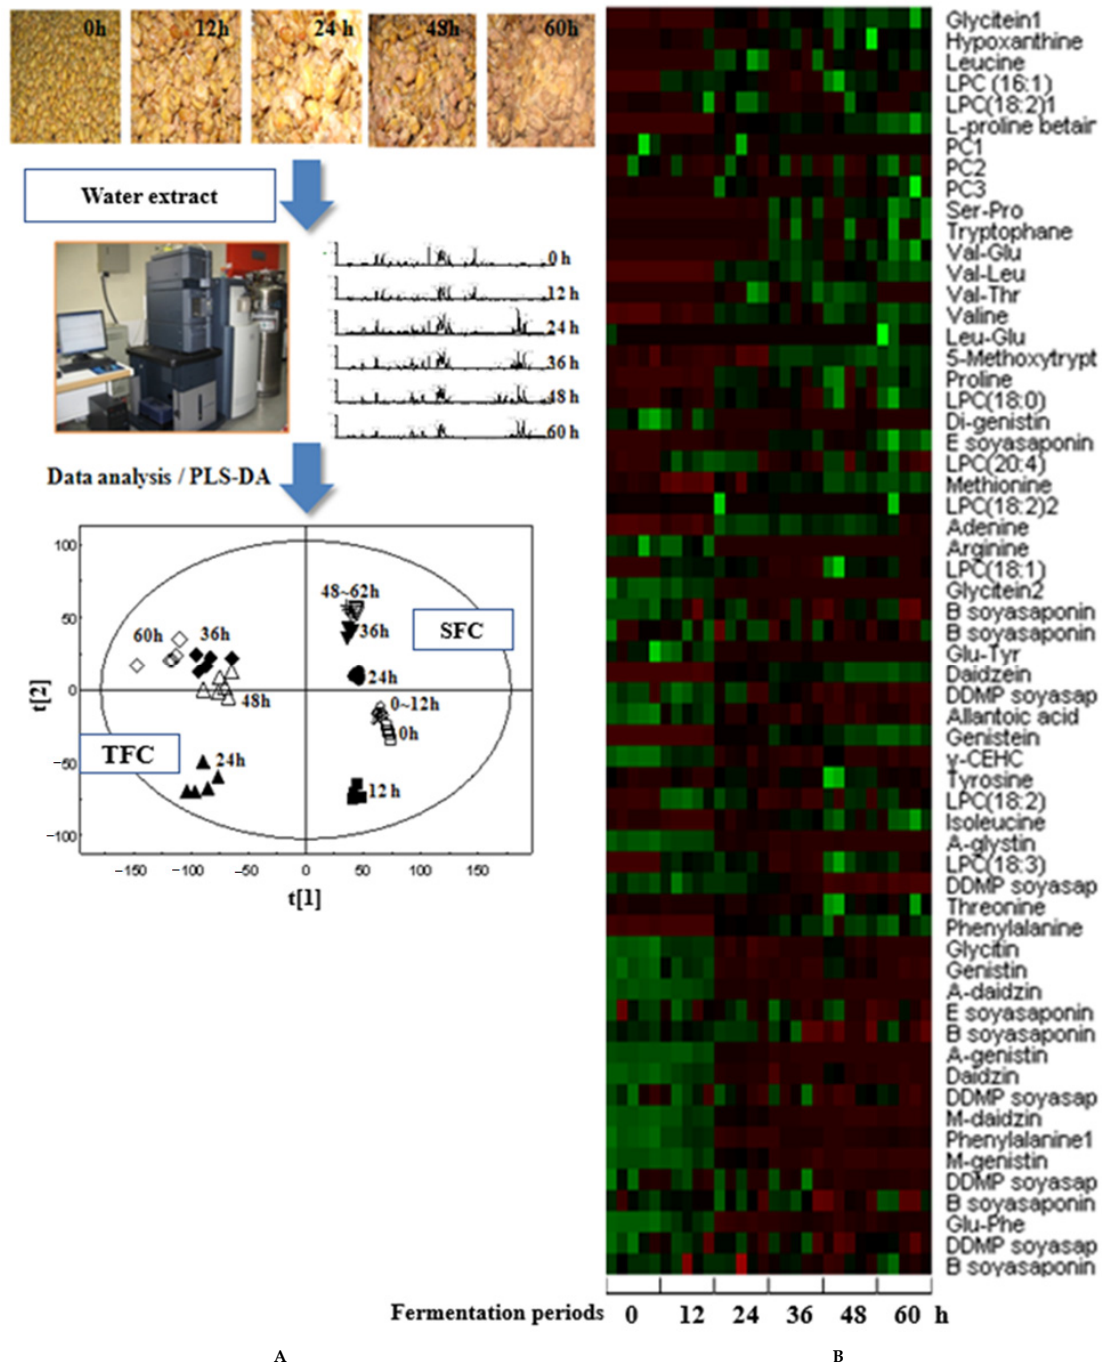 0h
12h
24 h
48h
60h
Water extract
0 h
12 h
24 h
36 h
48 h
60 h
Data analysis / PLS-DA
100
50
0
−50
−100
t[2]
−150
−100
−50
0
50
100
150
t[1]
48~62h
36h
SFC
24h
0~12h
0h
12 h
60h
36h
48h
TFC
24h
Glycitein1
Hypoxanthine
Leucine
LPC (16:1)
LPC(18:2)1
L-proline betain
PC1
PC2
PC3
Ser-Pro
Tryptophane
Val-Glu
Val-Leu
Val-Thr
Valine
Leu-Glu
5-Methoxytrypt
Proline
LPC(18:0)
Di-genistin
E soyasaponin
LPC(20:4)
Methionine
LPC(18:2)2
Adenine
Arginine
LPC(18:1)
Glycitein2
B soyasaponin
B soyasaponin
Glu-Tyr
Daidzein
DDMP soyasap
Allantoic acid
Genistein
γ-CEHC
Tyrosine
LPC(18:2)
Isoleucine
A-glystin
LPC(18:3)
DDMP soyasap
Threonine
Phenylalanine
Glycitin
Genistin
A-daidzin
E soyasaponin
B soyasaponin
A-genistin
Daidzin
DDMP soyasap
M-daidzin
Phenylalanine1
M-genistin
DDMP soyasap
B soyasaponin
Glu-Phe
DDMP soyasap
B soyasaponin
Fermentation periods 0 12 24 36 48 60 h
A
B